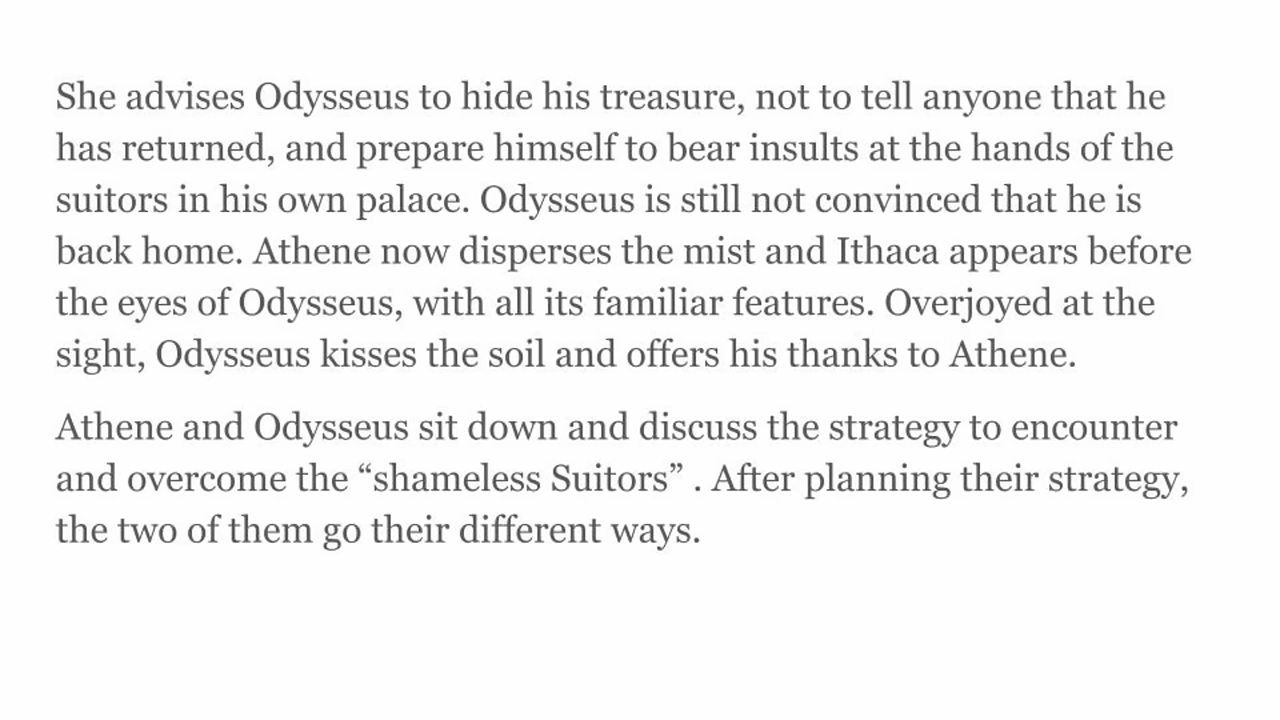 She advises Odysseus to hide his treasure, not to tell anyone that he
has returned, and prepare himself to bear insults at the hands of the
suitors in his own palace. Odysseus is still not convinced that he is
back home. Athene now disperses the mist and Ithaca appears before
the eyes of Odysseus, with all its familiar features. Overjoyed at the
sight, Odysseus kisses the soil and offers his thanks to Athene.
Athene and Odysseus sit down and discuss the strategy to encounter
and overcome the “shameless Suitors” . After planning their strategy,
the two of them go their different ways.